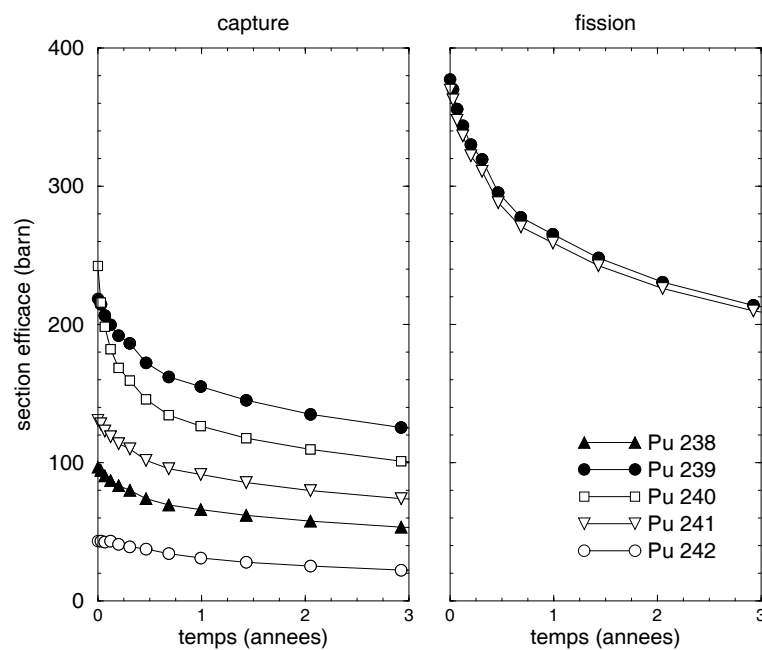 capture
fission
400
300
200
100
0
section efficace (barn)
0 1 2 3
0 1 2 3
temps (annees)
temps (annees)
Pu 238
Pu 239
Pu 240
Pu 241
Pu 242